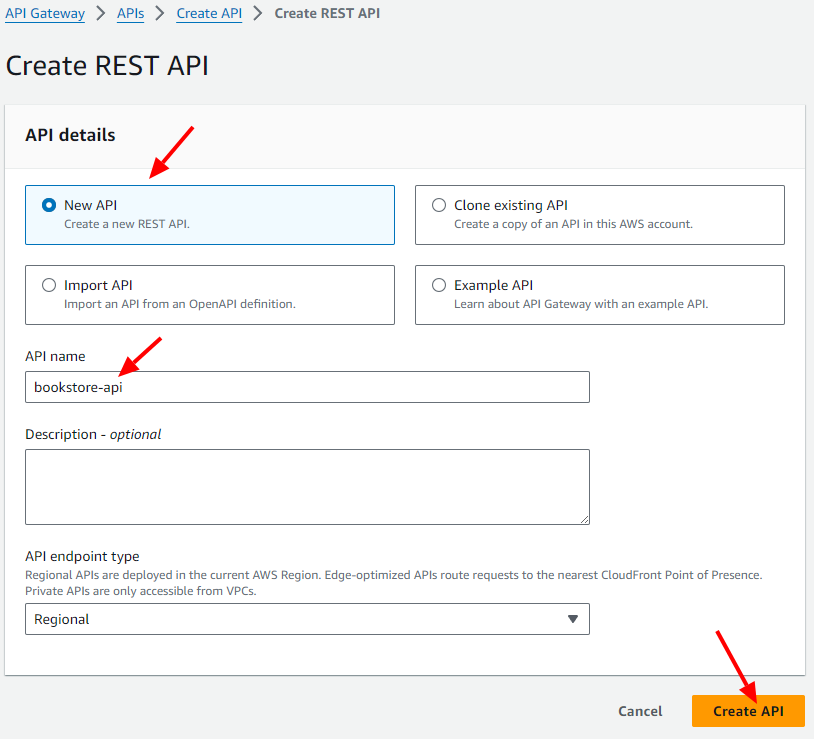 API Gateway > APIs > Create API > Create REST API
Create REST API
API details
New API
Create a new REST API.
Clone existing API
Create a copy of an API in this AWS account.
Import API
Import an API from an OpenAPI definition.
Example API
Learn about API Gateway with an example API.
API name
bookstore-api
Description - optional
API endpoint type
Regional APIs are deployed in the current AWS Region. Edge-optimized APIs route requests to the nearest CloudFront Point of Presence.
Private APIs are only accessible from VPCs.
Regional
Cancel
Create API